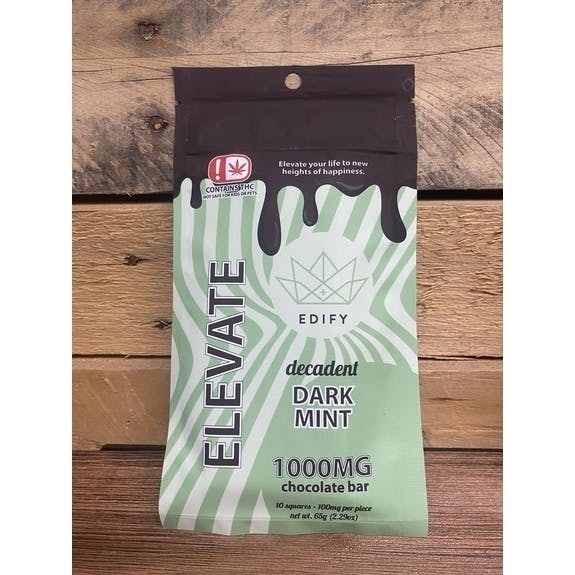 !
CONTAINS THC
NOT SAFE FOR KIDS OR PETS
Elevate your life to new
heights of happiness.
ELEVATE
EDIFY
decadent
DARK
MINT
1000MG
chocolate bar
10 squares - 100mg per piece
net wt. 65g (2.29oz)